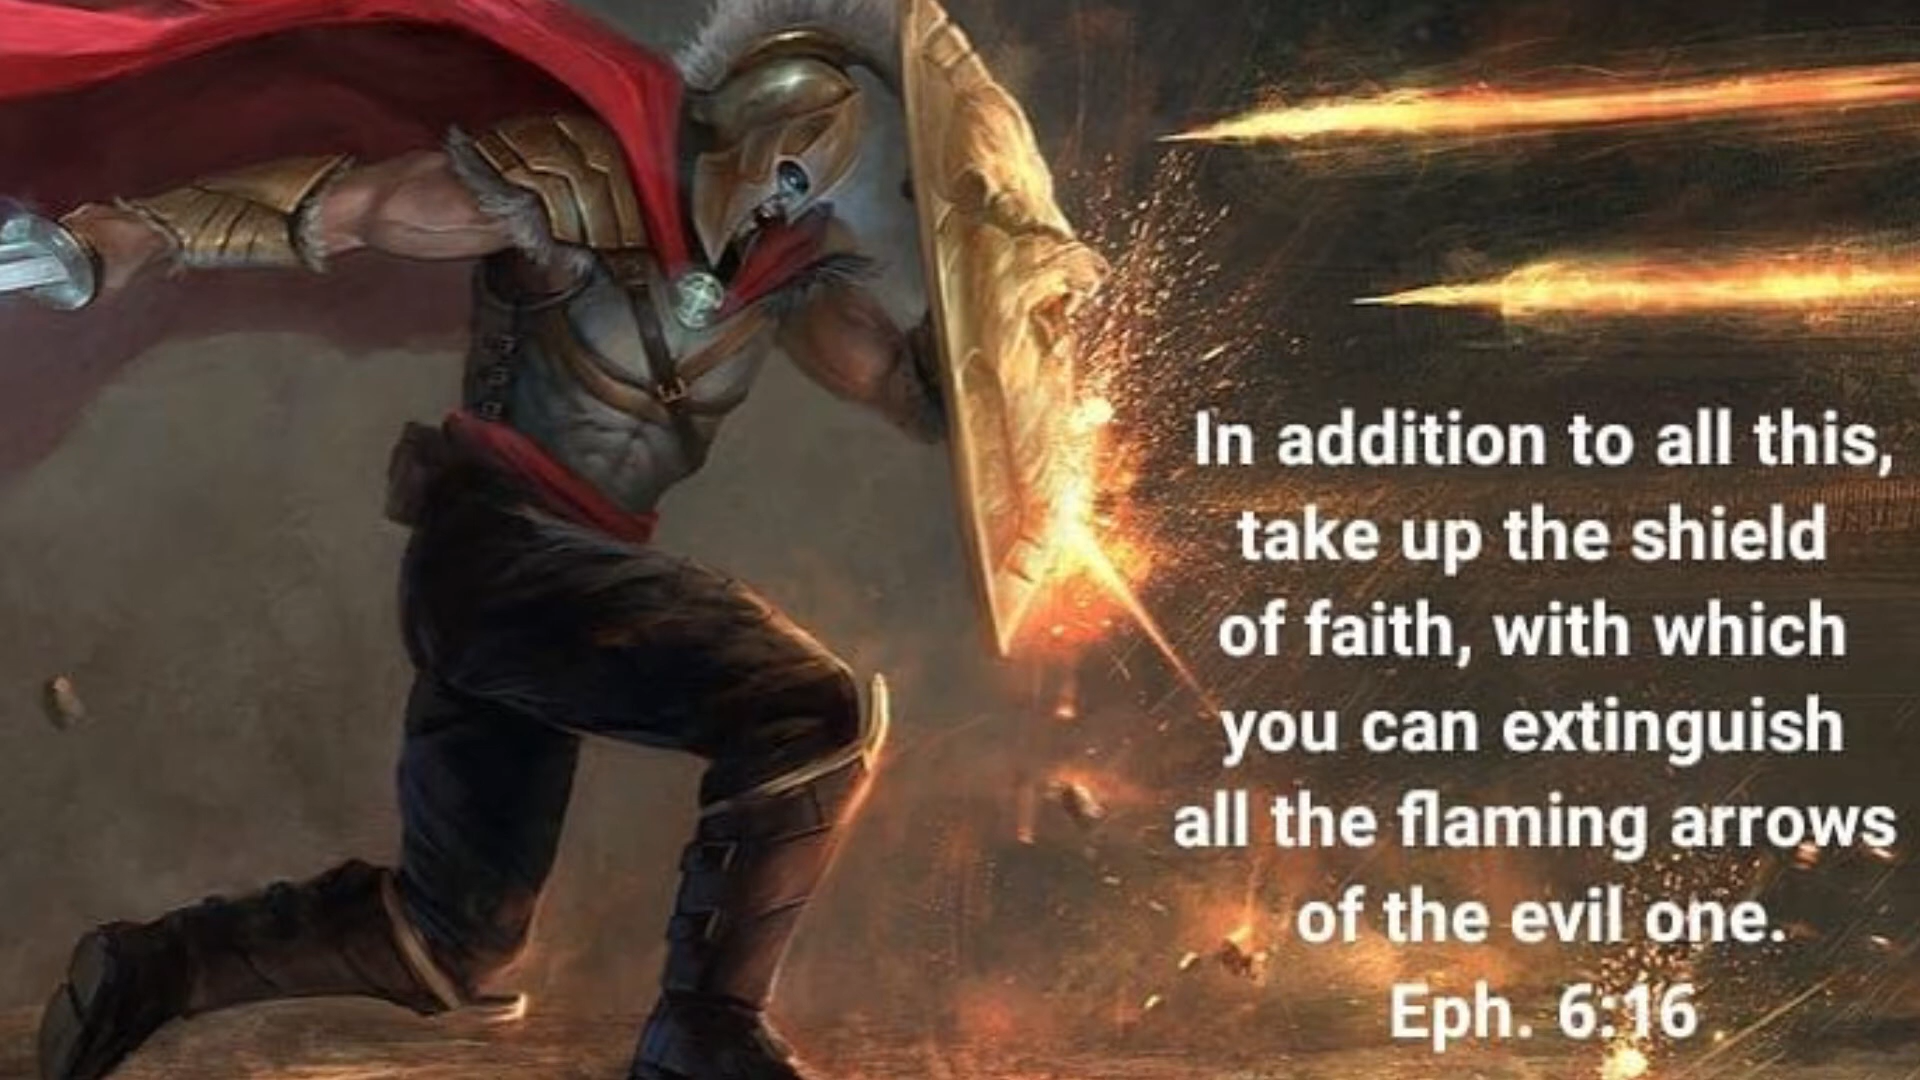 In addition to all this,
take up the shield
of faith, with which
you can extinguish
all the flaming arrows
of the evil one.
Eph. 6:16